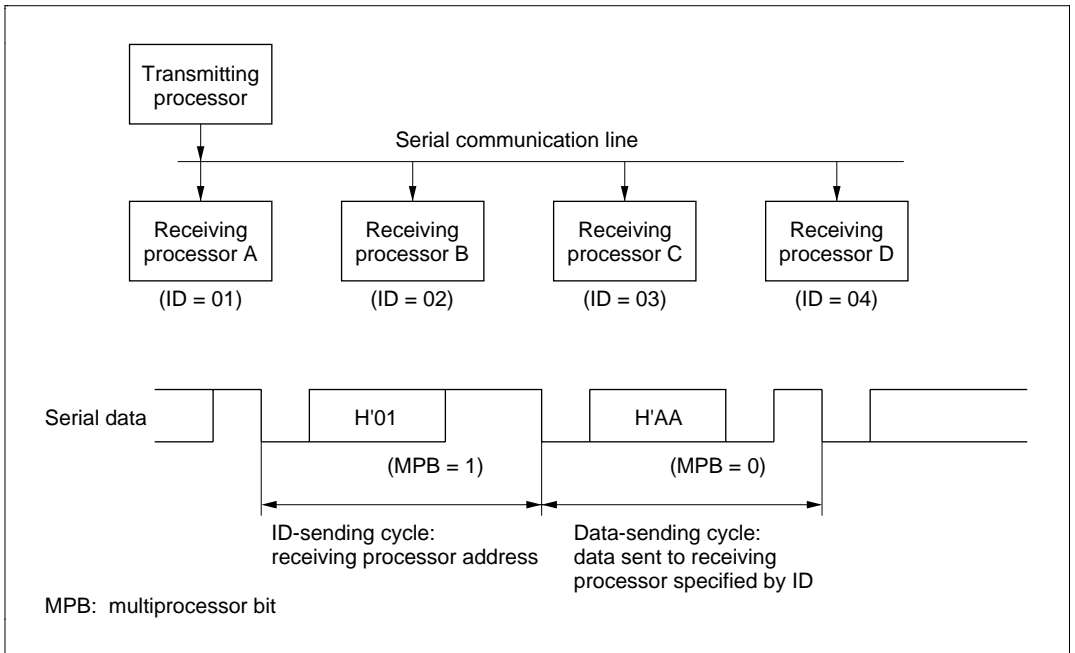 Transmitting
processor
Serial communication line
Receiving
processor A
Receiving
processor B
Receiving
processor C
Receiving
processor D
(ID = 01)
(ID = 02)
(ID = 03)
(ID = 04)
Serial data
H'01
H'AA
(MPB = 1)
(MPB = 0)
ID-sending cycle:
receiving processor address
Data-sending cycle:
data sent to receiving
processor specified by ID
MPB: multiprocessor bit